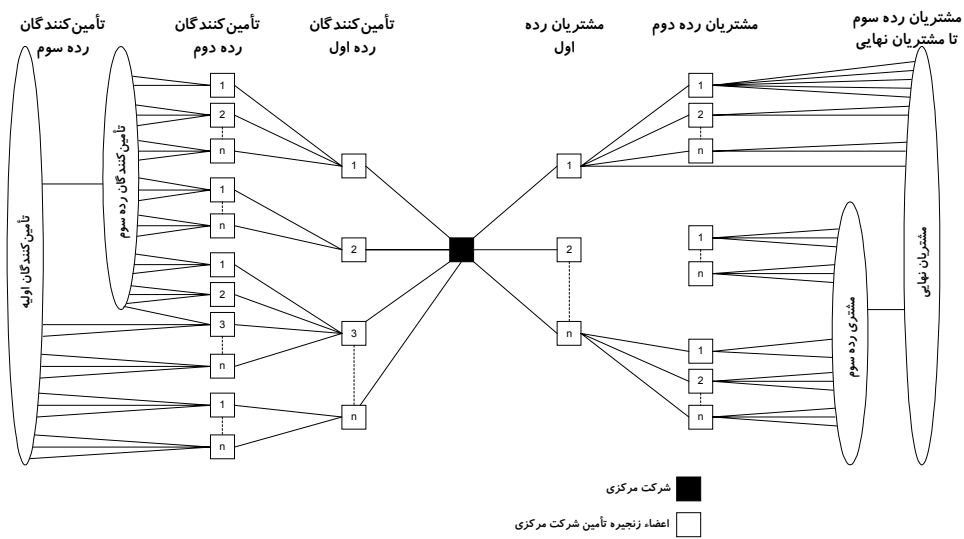 مشتریان رده سوم
تا مشتریان نهایی
مشتریان رده دوم
مشتریان رده
اول
تأمین‌کنندگان
رده اول
تأمین‌کنندگان
رده دوم
تأمین‌کنندگان
رده سوم
تأمین‌کنندگان اولیه
تأمین‌کنندگان رده سوم
1
2
n
1
n
1
2
3
n
1
n
1
2
3
n
1
2
n
1
2
n
1
n
1
2
n
مشتری رده سوم
مشتریان نهایی
شرکت مرکزی
اعضاء زنجیره تأمین شرکت مرکزی